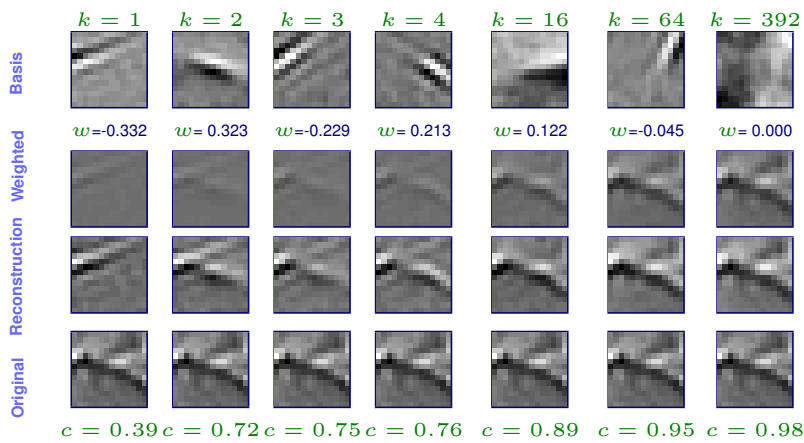 k = 1 k = 2 k = 3 k = 4 k = 16 k = 64 k = 392
Basis
w=-0.332 w= 0.323 w=-0.229 w= 0.213 w= 0.122 w=-0.045 w= 0.000
Weighted
Reconstruction
Original
c = 0.39 c = 0.72 c = 0.75 c = 0.76 c = 0.89 c = 0.95 c = 0.98